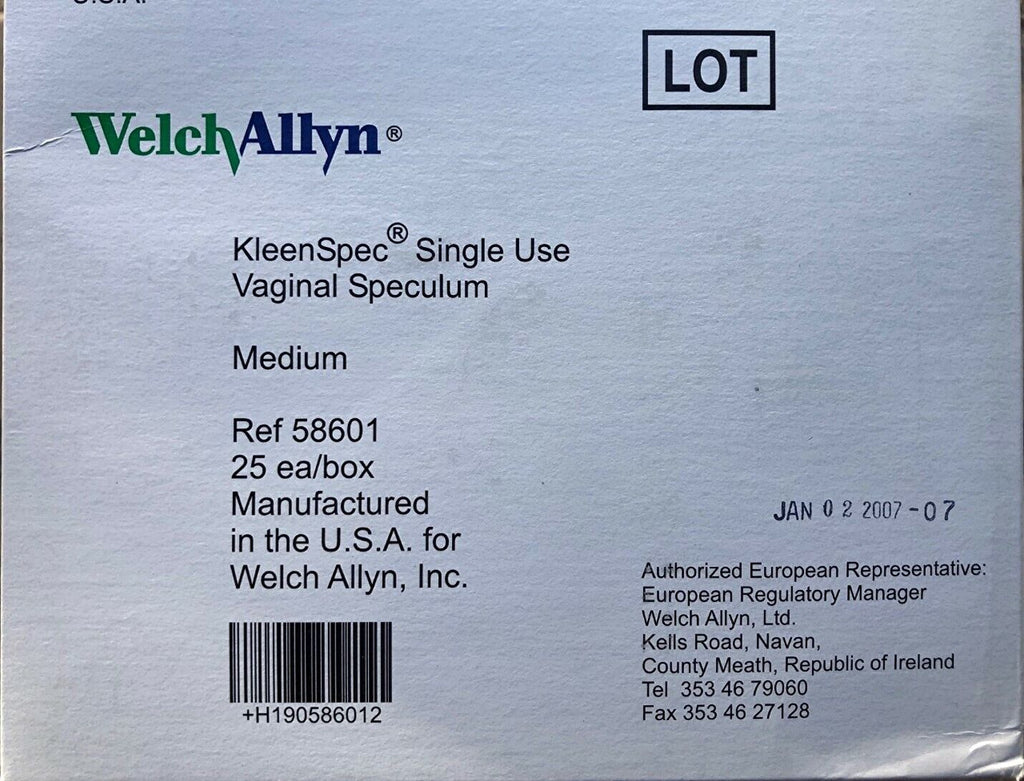 U.S.A.
LOT
WelchAllyn®
KleenSpec® Single Use
Vaginal Speculum
Medium
Ref 58601
25 ea/box
Manufactured
in the U.S.A. for
Welch Allyn, Inc.
+H190586012
JAN 02 2007-07
Authorized European Representative:
European Regulatory Manager
Welch Allyn, Ltd.
Kells Road, Navan,
County Meath, Republic of Ireland
Tel 353 46 79060
Fax 353 46 27128